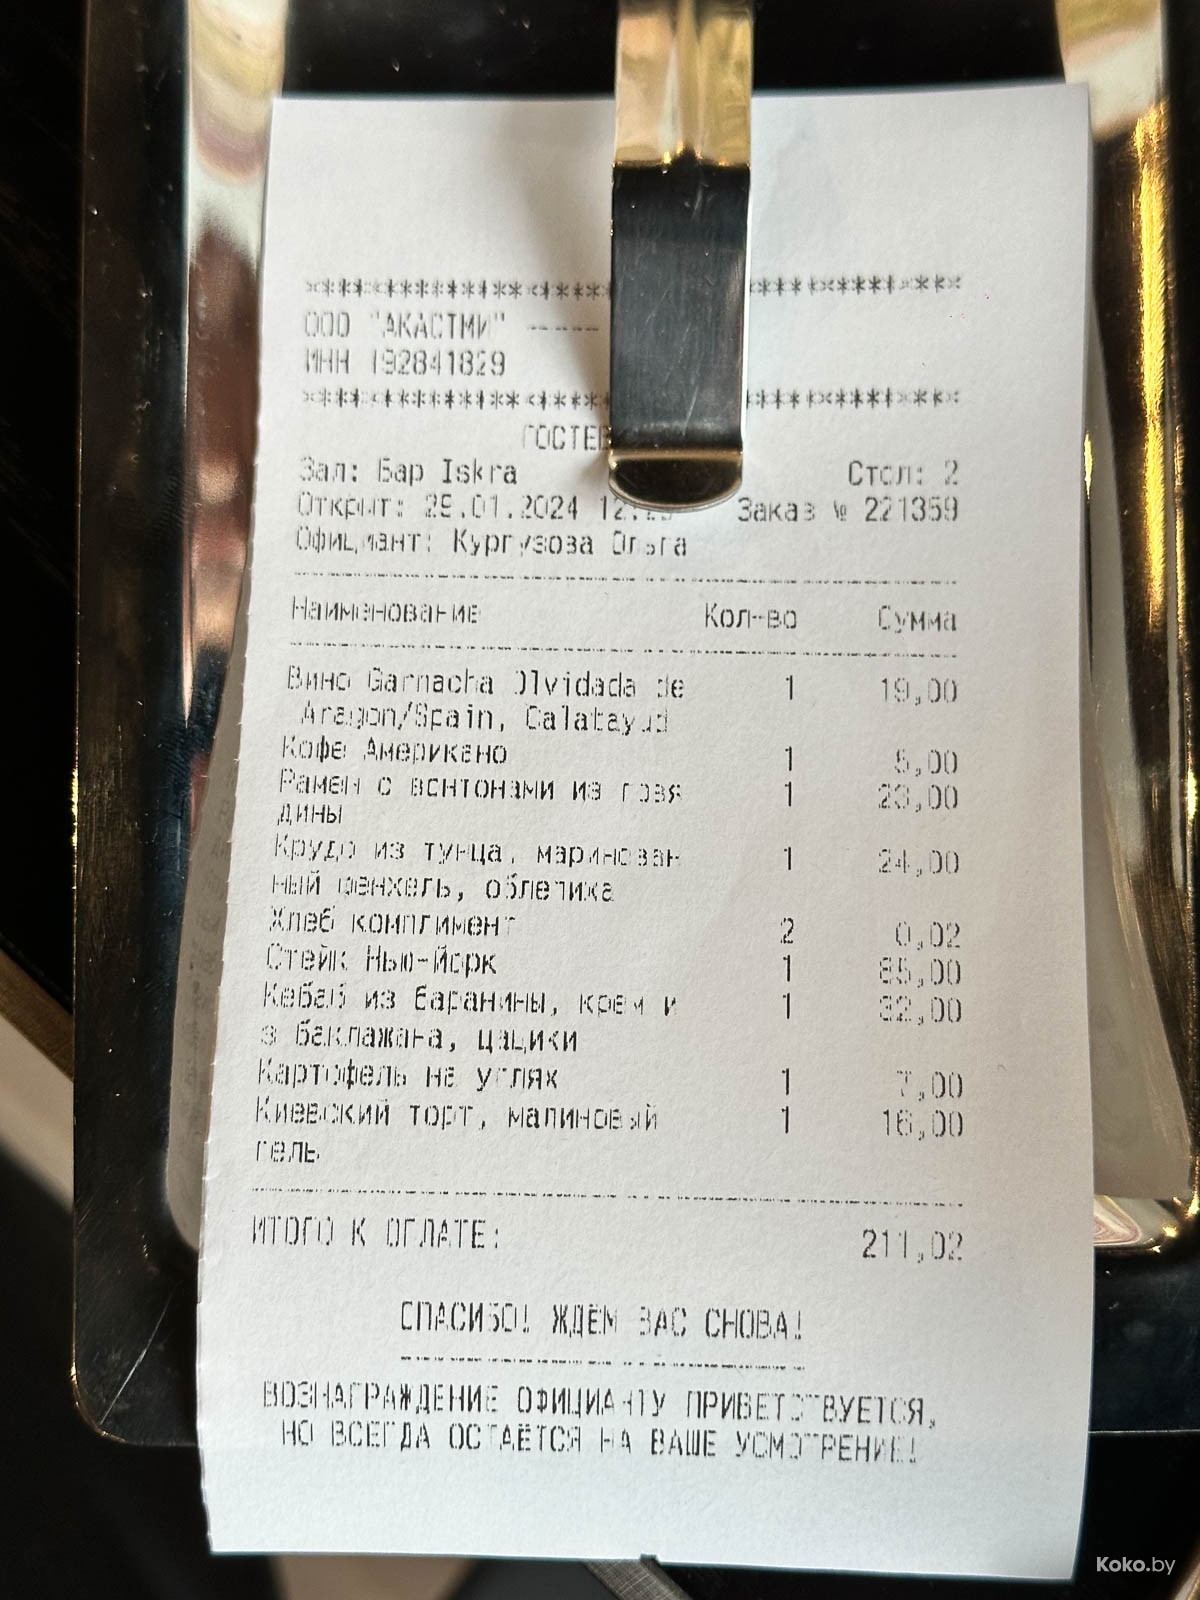 ООО "АКАСТМИ" -----
ИНН 192841829
ГОСТЕВ
Зал: Бар Iskra Стол: 2
Открыт: 29.01.2024 Заказ № 221359
Официант: Кургузова Ольга
Наименование Кол-во Сумма
Вино Garnacha Olvidada de 1 19,00
Aragon/Spain, Calatayud
Кофе Американо 1 5,00
Рамен с вонтонами из говя 1 23,00
дины
Крудо из тунца, маринован 1 24,00
ный фенхель, облепиха
Хлеб комплимент 2 0,02
Стейк Нью-Йорк 1 85,00
Кебаб из баранины, крем и 1 32,00
з баклажана, цацики
Картофель на углях 1 7,00
Киевский торт, малиновый 1 16,00
гель
ИТОГО К ОПЛАТЕ: 211,02
СПАСИБО! ЖДЁМ ВАС СНОВА!
ВОЗНАГРАЖДЕНИЕ ОФИЦИАНТУ ПРИВЕТСТВУЕТСЯ,
НО ВСЕГДА ОСТАЁТСЯ НА ВАШЕ УСМОТРЕНИЕ!
Koko.by